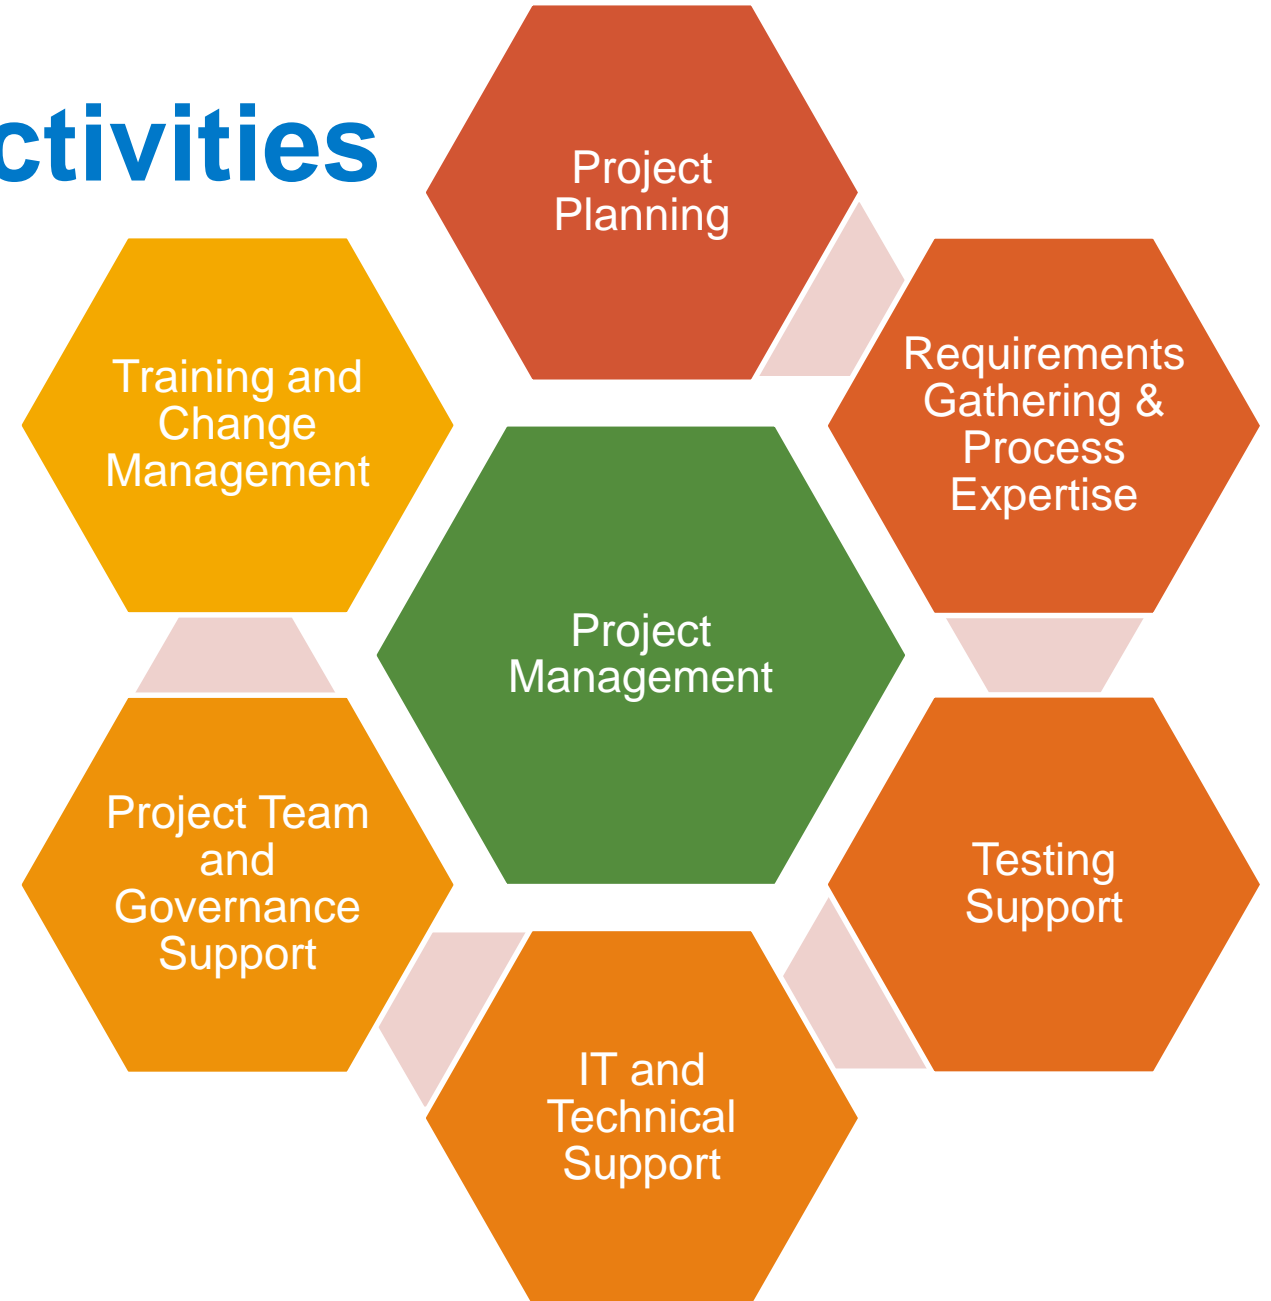 ctivities
Project
Planning
Requirements
Gathering &
Process
Expertise
Training and
Change
Management
Project
Management
Project Team
and
Governance
Support
Testing
Support
IT and
Technical
Support